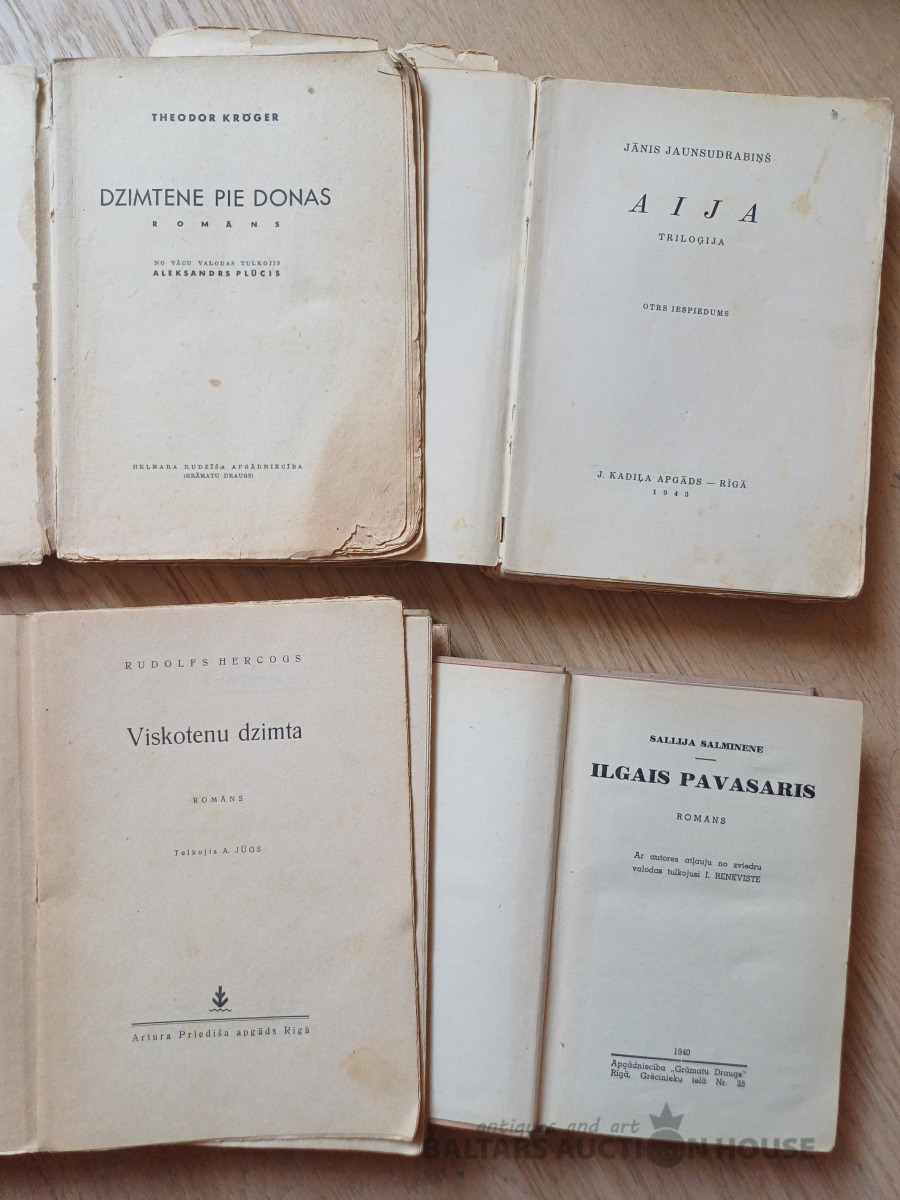 THEODOR KRÖGER
DZIMTENE PIE DONAS
ROMĀNS
NO VĀCU VALODAS TULKOJIS
ALEKSANDRS PLŪCIS
HELMARA RUDZĪŠA APGĀDNIECĪBA
(GRĀMATU DRAUGS)
JĀNIS JAUNSUDRABIŅŠ
AIJA
TRILOĢIJA
OTRS IESPIEDUMS
J. KADIĻA APGĀDS — RĪGĀ
1943
RUDOLFS HERCOGS
Viskotenu dzimta
ROMĀNS
Tulkojis A. JŪGS
Artura Priedīša apgāds Rīgā
SALLIJA SALMINENE
ILGAIS PAVASARIS
ROMANS
Ar autores atļauju no sviedru
valodas tulkojusi I. RENKVISTE
1940
Apgādniecība „Grāmatu Draugs"
Rīgā, Grēcinieku ielā Nr. 25
antiques and art
BALTARS AUCTION HOUSE